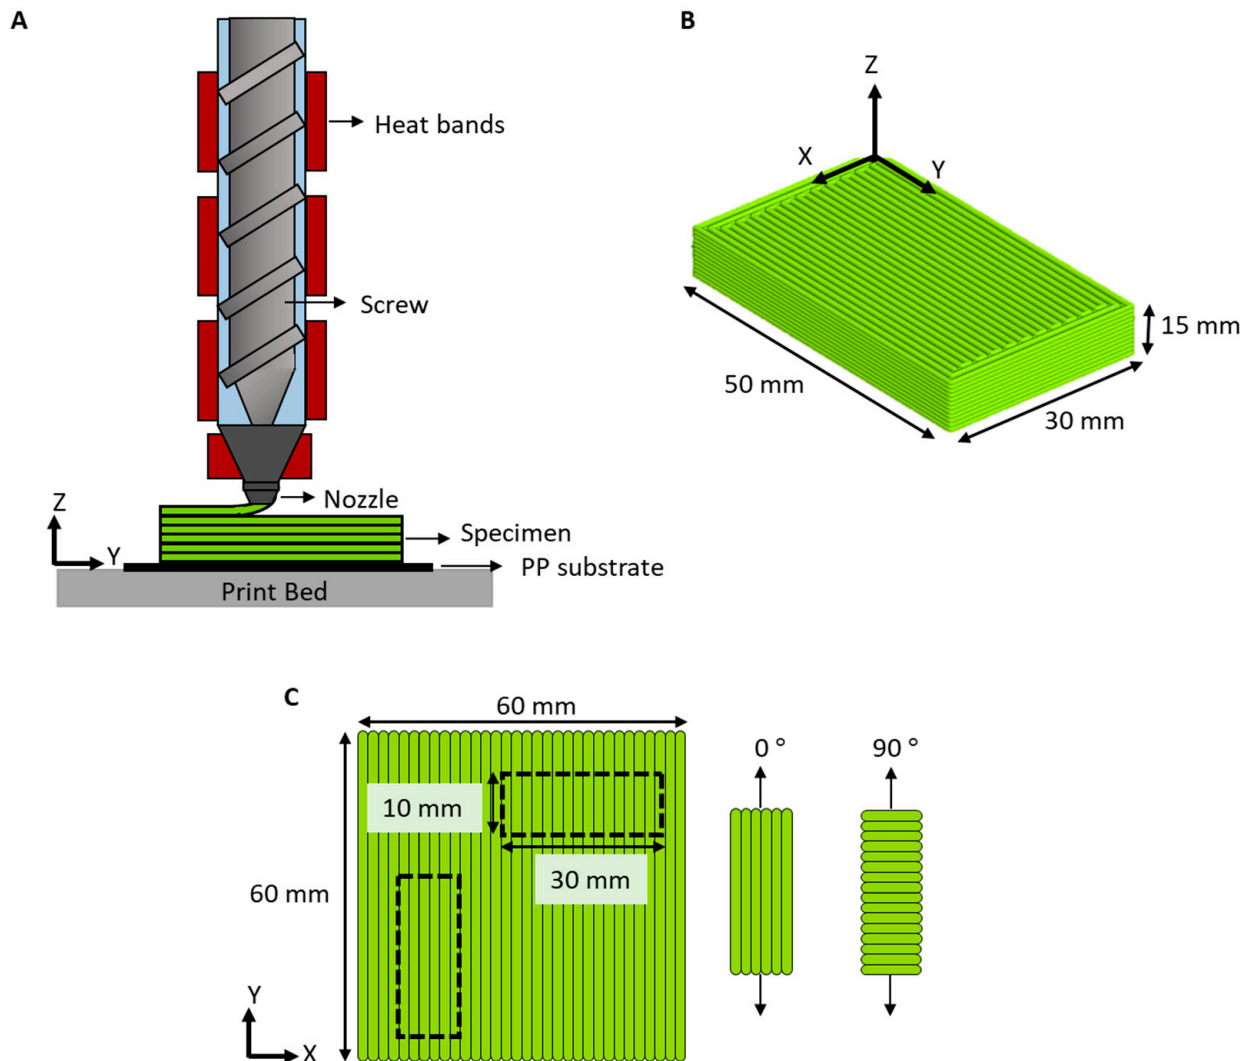 A
Heat bands
Screw
Nozzle
Z
Y
Specimen
PP substrate
Print Bed
B
Z
X
Y
15 mm
50 mm
30 mm
C
60 mm
0 °
90 °
10 mm
30 mm
60 mm
Y
X